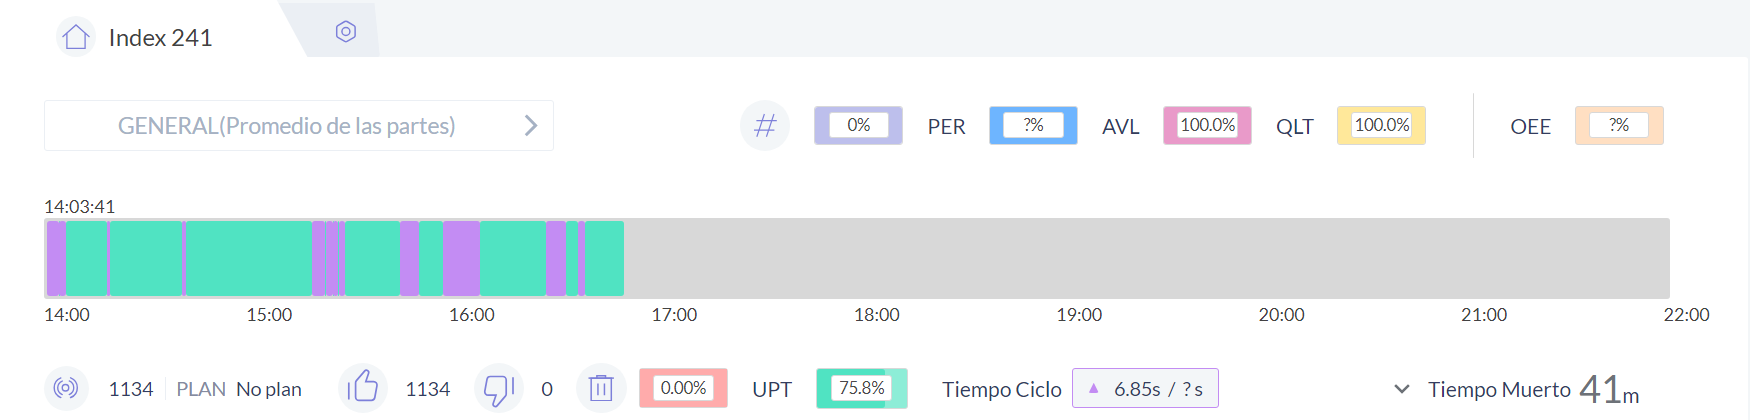 Index 241
GENERAL(Promedio de las partes)
# 0% PER ?% AVL 100.0% QLT 100.0% OEE ?%
14:03:41
14:00 15:00 16:00 17:00 18:00 19:00 20:00 21:00 22:00
1134 PLAN No plan 1134 0 0.00% UPT 75.8% Tiempo Ciclo ▲ 6.85s / ? s Tiempo Muerto 41m